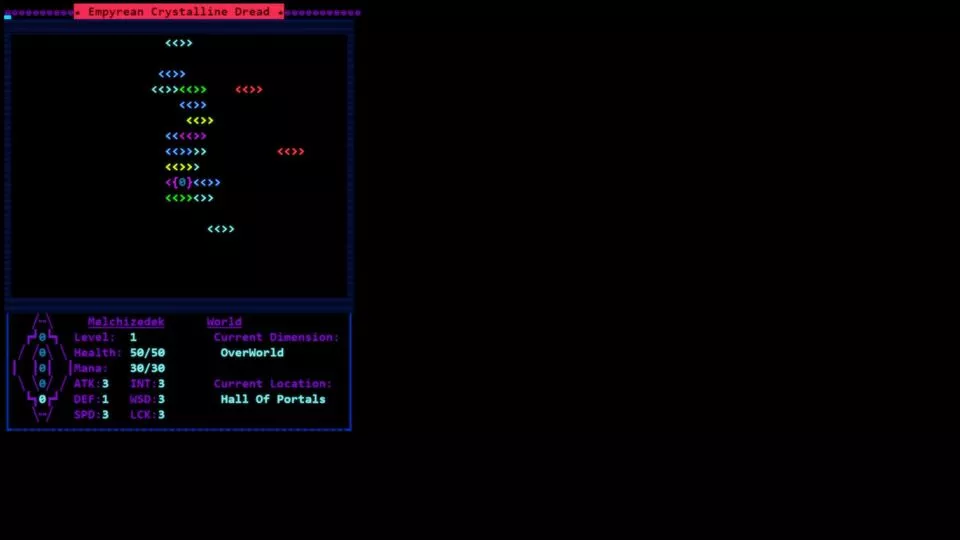 * Empyrean Crystalline Dread *
<<>>
<<>>
<<>><<>> <<>>
<<>>
<<>>
<<<<>>
<<>>>> <<>>
<<>>>
<{0}<<>>
<<>><<>>
<<>>
Melchizedek World
Level: 1 Current Dimension:
Health: 50/50 OverWorld
Mana: 30/30
ATK:3 INT:3 Current Location:
DEF:1 WSD:3 Hall Of Portals
SPD:3 LCK:3